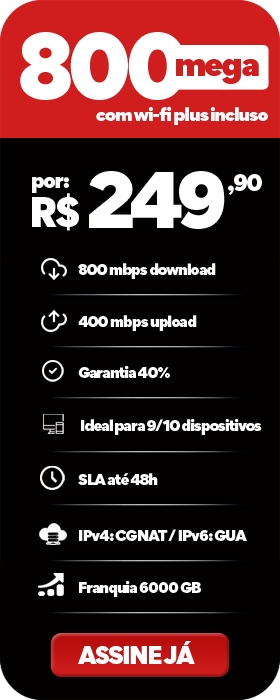 800 mega
com wi-fi plus incluso
por:
R$ 249,90
800 mbps download
400 mbps upload
Garantia 40%
Ideal para 9/10 dispositivos
SLA até 48h
IPv4: CGNAT / IPv6: GUA
Franquia 6000 GB
ASSINE JÁ